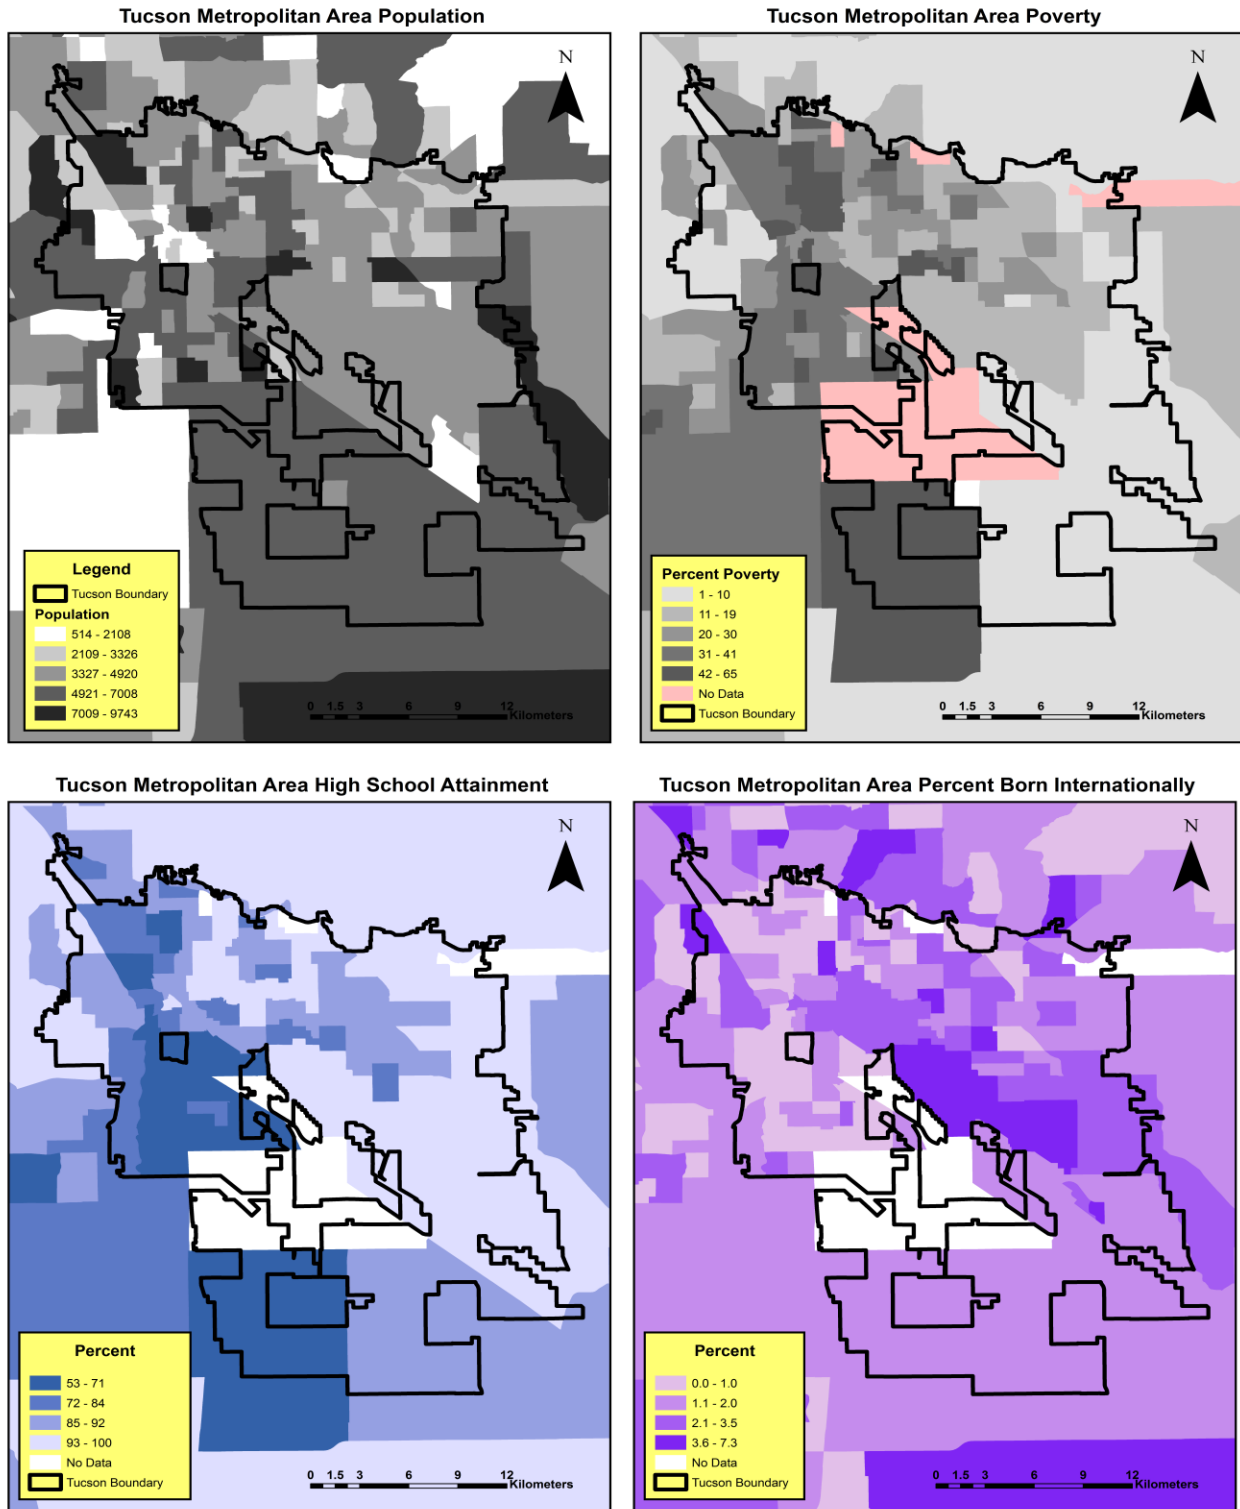 Tucson Metropolitan Area Population
N
Legend
Tucson Boundary
Population
514 - 2108
2109 - 3326
3327 - 4920
4921 - 7008
7009 - 9743
0 1.5 3 6 9 12
Kilometers
Tucson Metropolitan Area Poverty
N
Percent Poverty
1 - 10
11 - 19
20 - 30
31 - 41
42 - 65
No Data
Tucson Boundary
0 1.5 3 6 9 12
Kilometers
Tucson Metropolitan Area High School Attainment
N
Percent
53 - 71
72 - 84
85 - 92
93 - 100
No Data
Tucson Boundary
0 1.5 3 6 9 12
Kilometers
Tucson Metropolitan Area Percent Born Internationally
N
Percent
0.0 - 1.0
1.1 - 2.0
2.1 - 3.5
3.6 - 7.3
No Data
Tucson Boundary
0 1.5 3 6 9 12
Kilometers